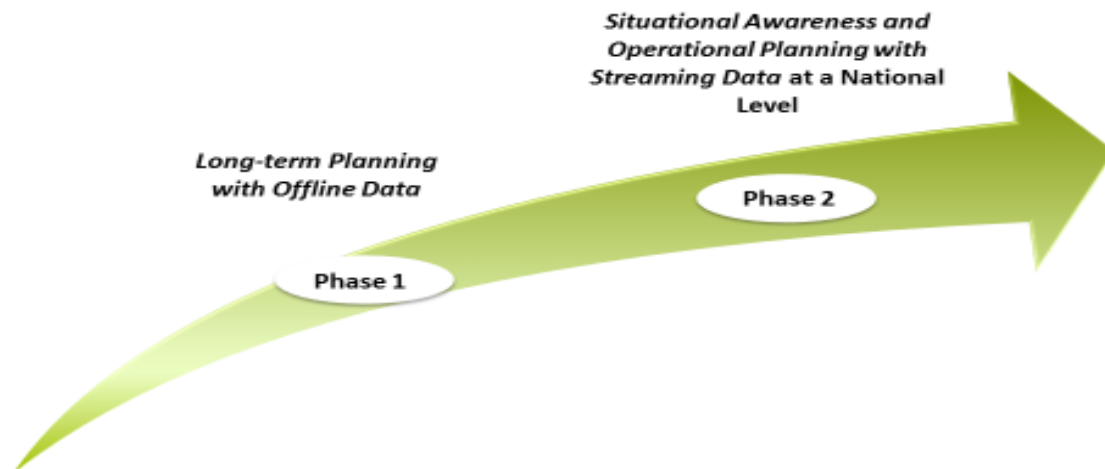 Situational Awareness and
Operational Planning with
Streaming Data at a National
Level
Long-term Planning
with Offline Data
Phase 2
Phase 1